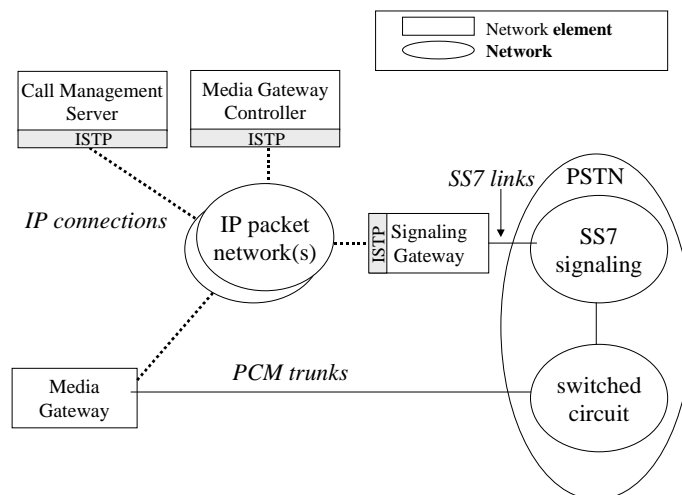 Network element
Network
Call Management
Server
ISTP
Media Gateway
Controller
ISTP
SS7 links
PSTN
IP connections
IP packet
network(s)
ISTP
Signaling
Gateway
SS7
signaling
Media
Gateway
PCM trunks
switched
circuit